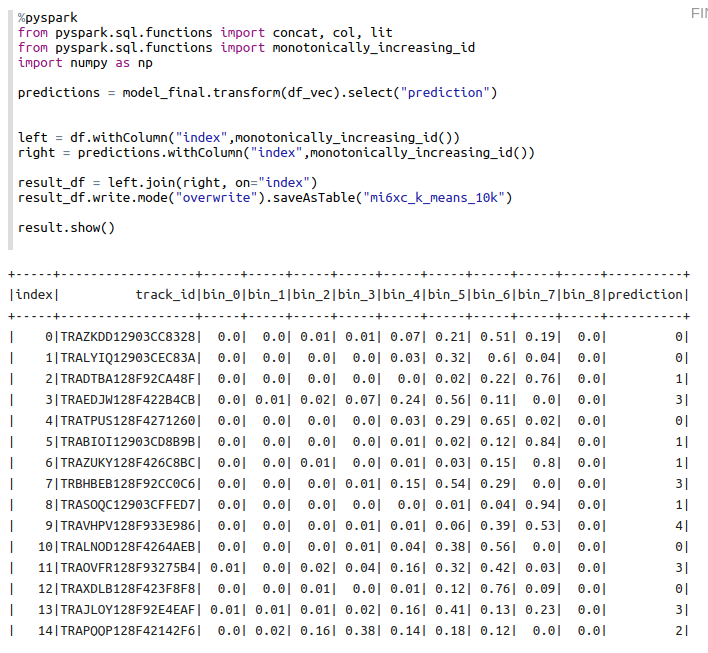 FI
%pyspark
from pyspark.sql.functions import concat, col, lit
from pyspark.sql.functions import monotonically_increasing_id
import numpy as np
predictions = model_final.transform(df_vec).select("prediction")
left = df.withColumn("index",monotonically_increasing_id())
right = predictions.withColumn("index",monotonically_increasing_id())
result_df = left.join(right, on="index")
result_df.write.mode("overwrite").saveAsTable("mi6xc_k_means_10k")
result.show()
+-----+------------------+-----+-----+-----+-----+-----+-----+-----+-----+-----+----------+
|index|          track_id|bin_0|bin_1|bin_2|bin_3|bin_4|bin_5|bin_6|bin_7|bin_8|prediction|
+-----+------------------+-----+-----+-----+-----+-----+-----+-----+-----+-----+----------+
|    0|TRAZKDD12903CC8328|  0.0|  0.0| 0.01| 0.01| 0.07| 0.21| 0.51| 0.19|  0.0|         0|
|    1|TRALYIQ12903CEC83A|  0.0|  0.0|  0.0|  0.0| 0.03| 0.32|  0.6| 0.04|  0.0|         0|
|    2|TRADTBA128F92CA48F|  0.0|  0.0|  0.0|  0.0|  0.0| 0.02| 0.22| 0.76|  0.0|         1|
|    3|TRAEDJW128F422B4CB|  0.0| 0.01| 0.02| 0.07| 0.24| 0.56| 0.11|  0.0|  0.0|         3|
|    4|TRATPUS128F4271260|  0.0|  0.0|  0.0|  0.0| 0.03| 0.29| 0.65| 0.02|  0.0|         0|
|    5|TRABIOI12903CD8B9B|  0.0|  0.0|  0.0|  0.0| 0.01| 0.02| 0.12| 0.84|  0.0|         1|
|    6|TRAZUKY128F426C8BC|  0.0|  0.0| 0.01|  0.0| 0.01| 0.03| 0.15|  0.8|  0.0|         1|
|    7|TRBHBEB128F92CC0C6|  0.0|  0.0|  0.0| 0.01| 0.15| 0.54| 0.29|  0.0|  0.0|         3|
|    8|TRASOQC12903CFFED7|  0.0|  0.0|  0.0|  0.0|  0.0| 0.01| 0.04| 0.94|  0.0|         1|
|    9|TRAVHPV128F933E986|  0.0|  0.0|  0.0| 0.01| 0.01| 0.06| 0.39| 0.53|  0.0|         4|
|   10|TRALNOD128F4264AEB|  0.0|  0.0|  0.0| 0.01| 0.04| 0.38| 0.56|  0.0|  0.0|         0|
|   11|TRAOVFR128F93275B4| 0.01|  0.0| 0.02| 0.04| 0.16| 0.32| 0.42| 0.03|  0.0|         3|
|   12|TRAXDLB128F423F8F8|  0.0|  0.0| 0.01|  0.0| 0.01| 0.12| 0.76| 0.09|  0.0|         0|
|   13|TRAJLOY128F92E4EAF| 0.01| 0.01| 0.01| 0.02| 0.16| 0.41| 0.13| 0.23|  0.0|         3|
|   14|TRAPQQP128F42142F6|  0.0| 0.02| 0.16| 0.38| 0.14| 0.18| 0.12|  0.0|  0.0|         2|